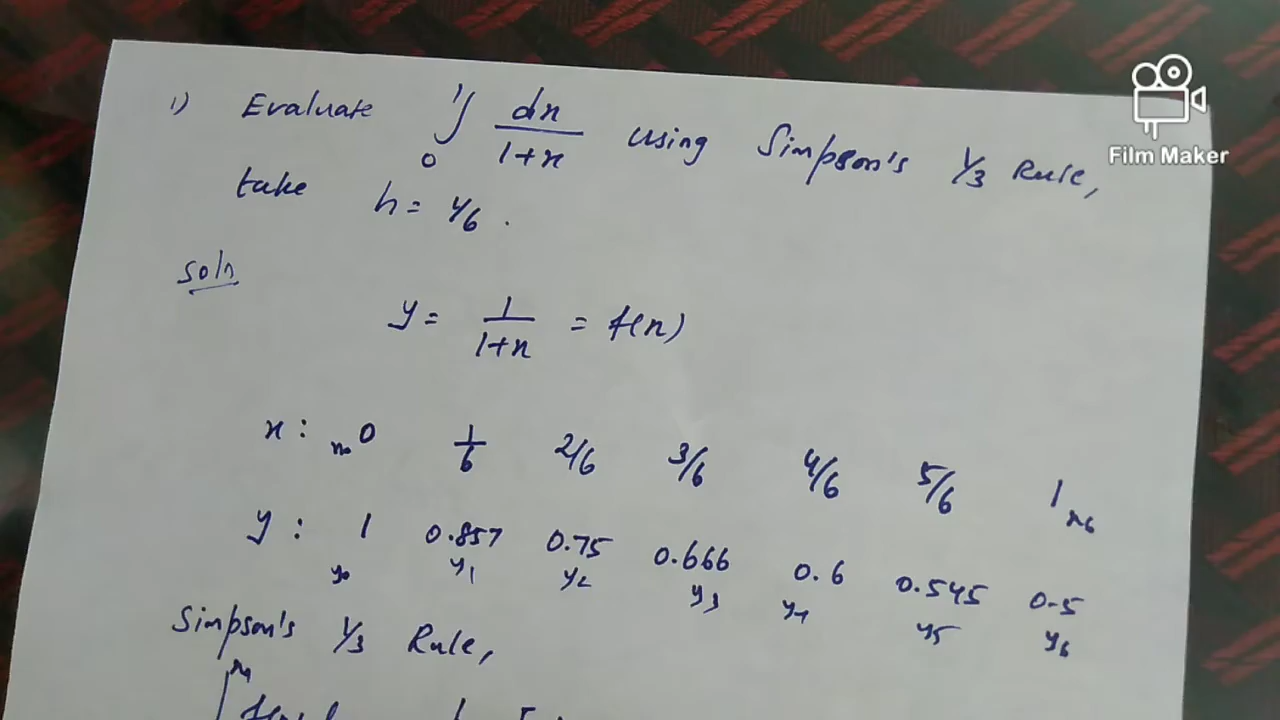 1) Evaluate ₀¹∫ dx/(1+x) using Simpson's 1/3 Rule,
take h = 1/6 .
Soln
y = 1/(1+x) = f(x)
x : x₀ 0 1/6 2/6 3/6 4/6 5/6 1 x₆
y : 1 0.857 0.75 0.666 0.6 0.545 0.5
y₀ y₁ y₂ y₃ y₄ y₅ y₆
Simpson's 1/3 Rule,
Film Maker